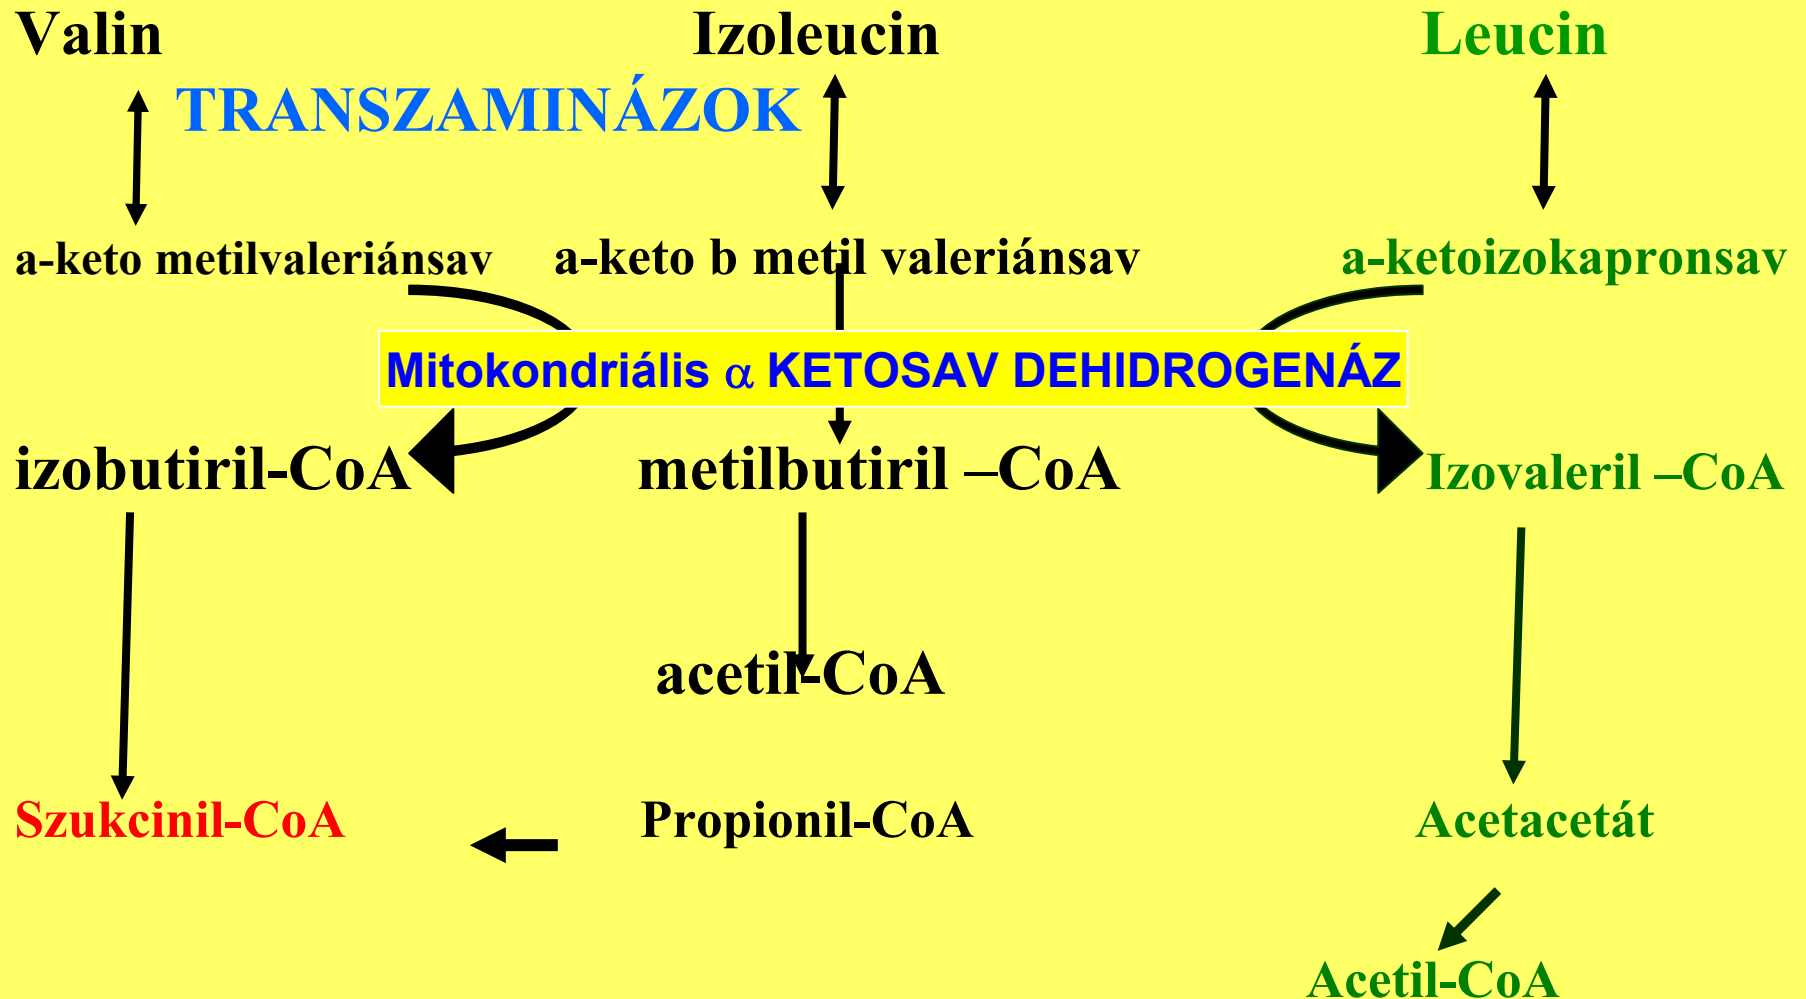 Valin
Izoleucin
Leucin
TRANSZAMINÁZOK
a-keto metilvaleriánsav
a-keto b metil valeriánsav
a-ketoizokapronsav
Mitokondriális α KETOSAV DEHIDROGENÁZ
izobutiril-CoA
metilbutiril –CoA
Izovaleril –CoA
acetil-CoA
Szukcinil-CoA
Propionil-CoA
Acetacetát
Acetil-CoA